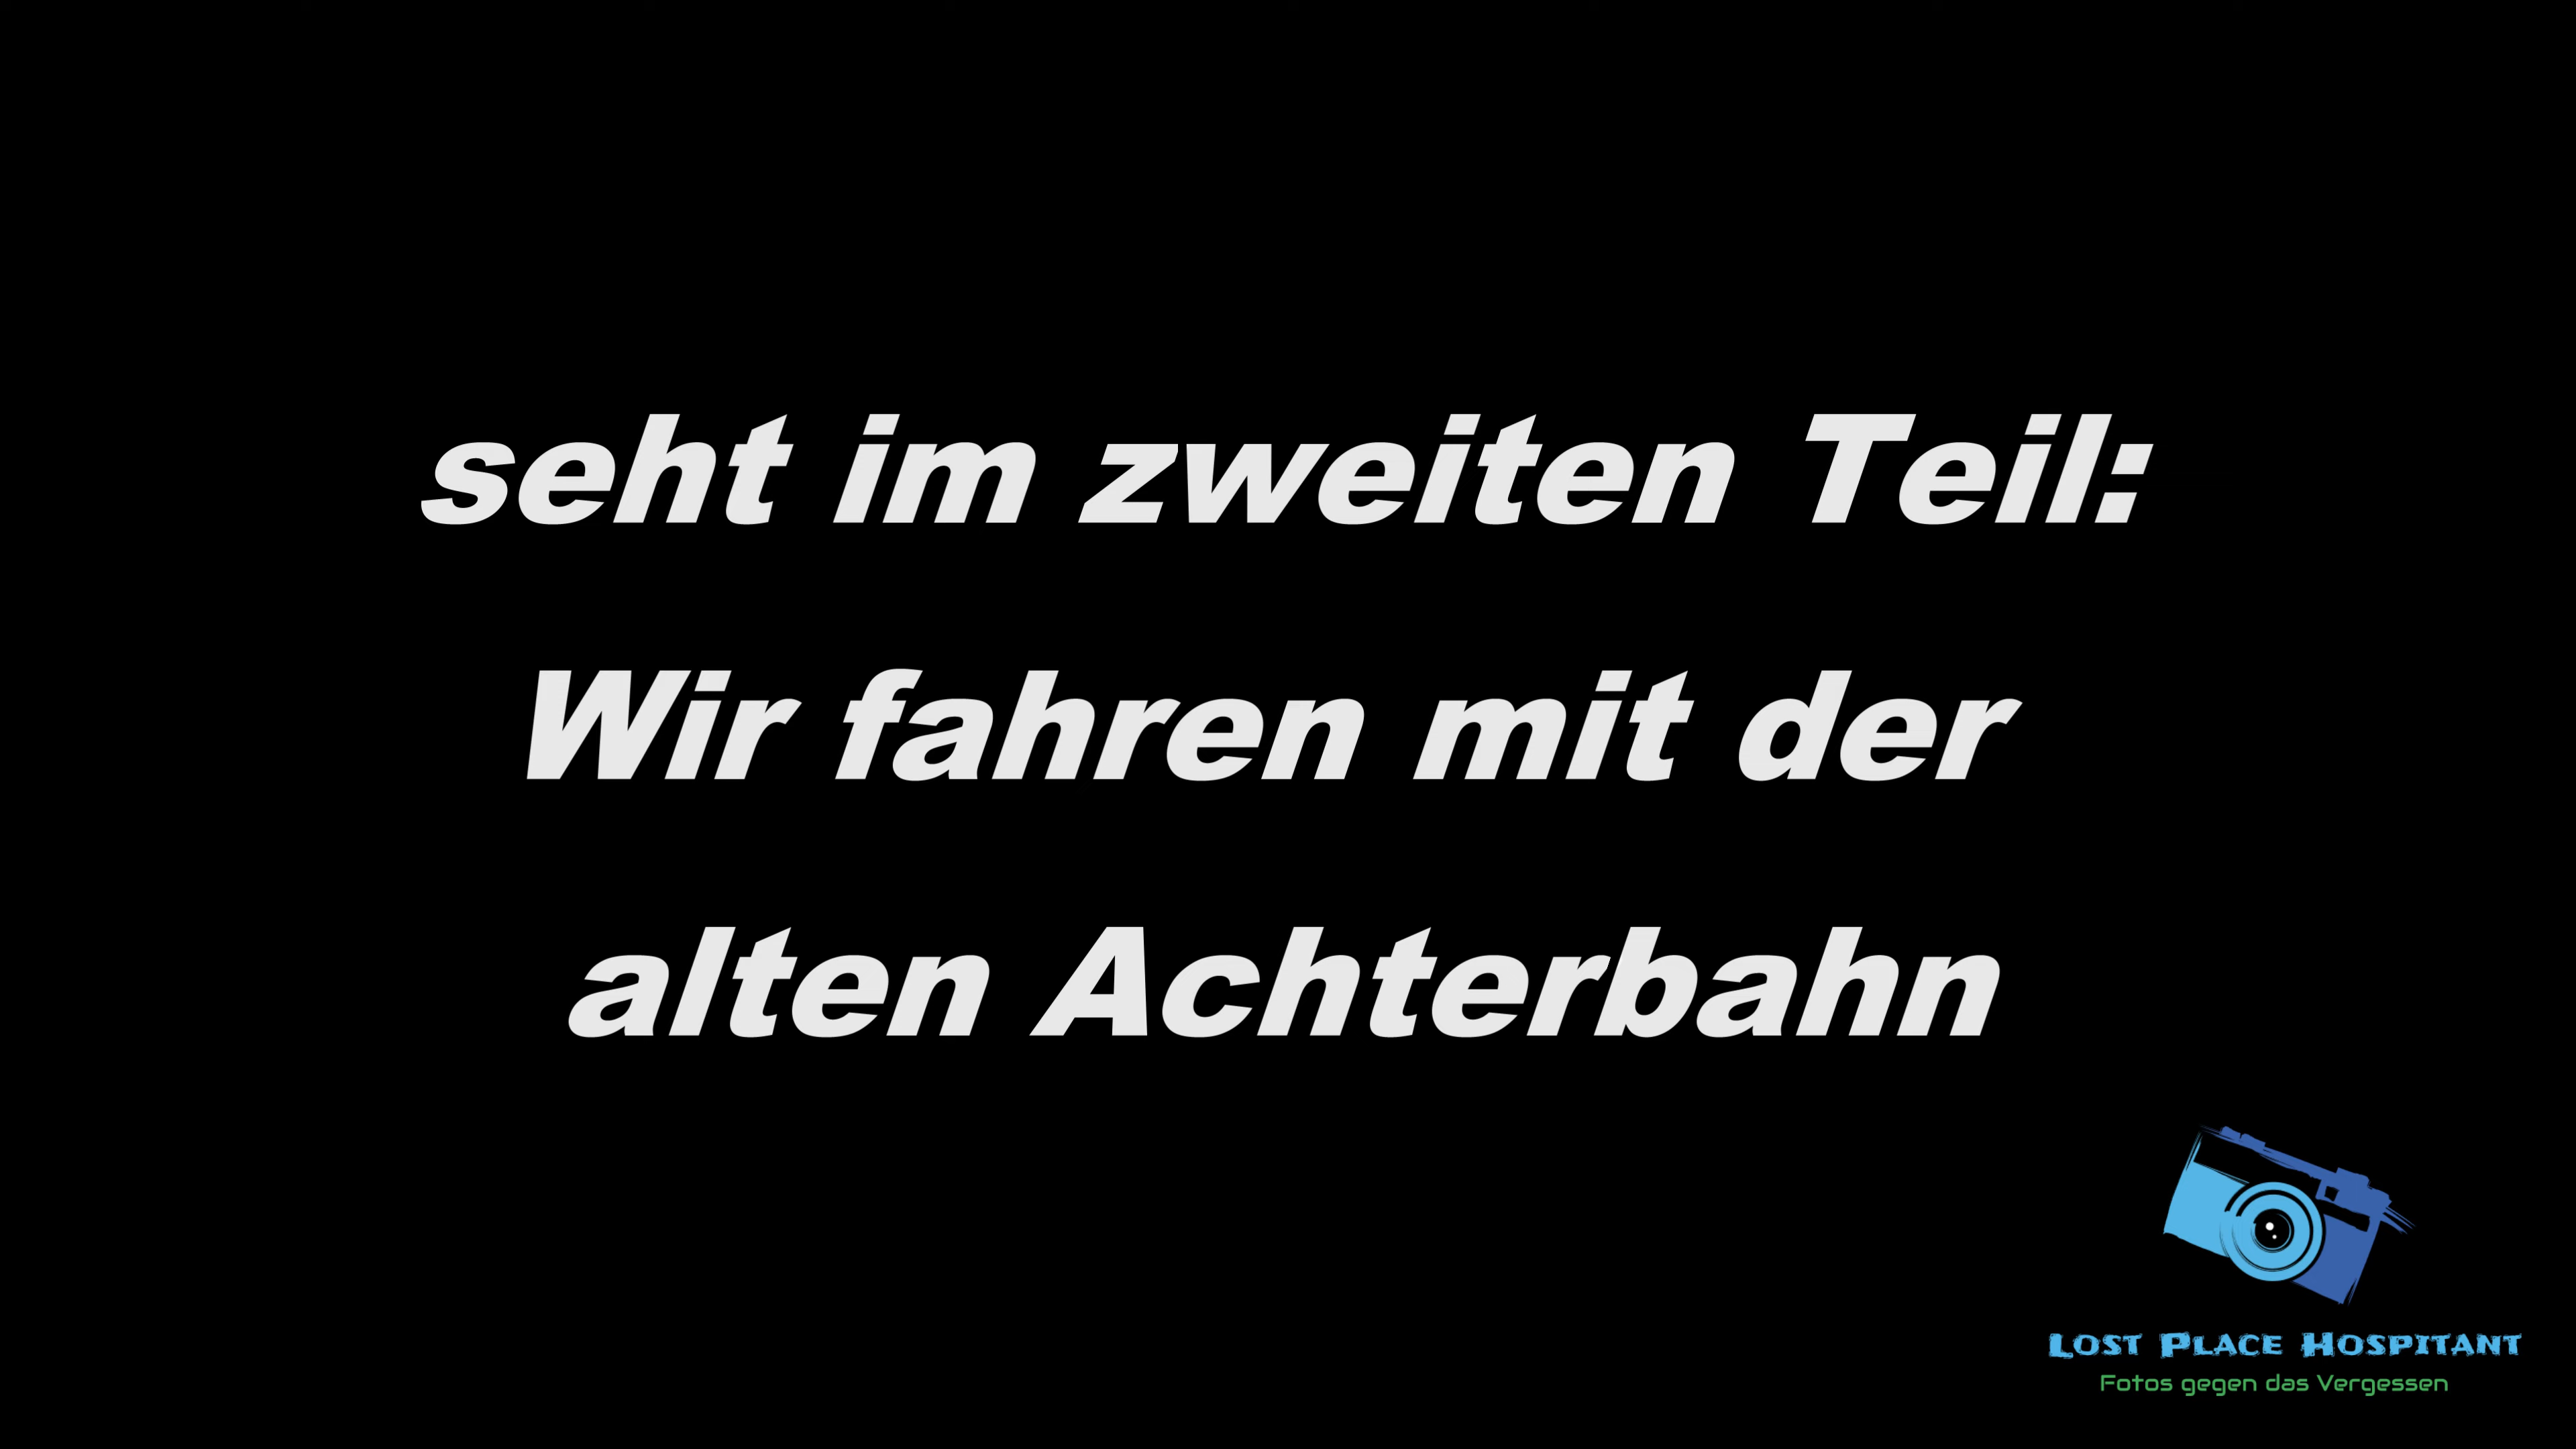 seht im zweiten Teil:
Wir fahren mit der
alten Achterbahn
Lost Place Hospitant
Fotos gegen das Vergessen